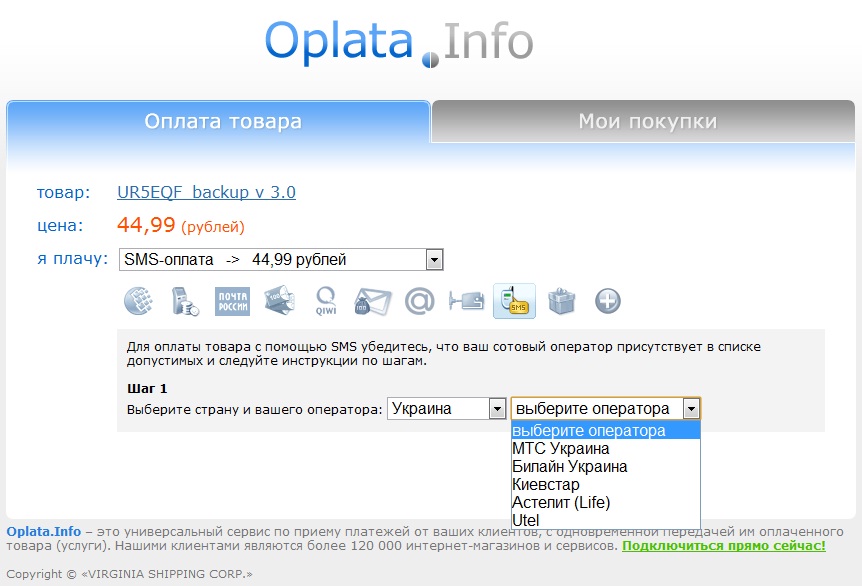 Oplata.Info
Оплата товара
Мои покупки
товар: UR5EQF_backup v 3.0
цена: 44,99 (рублей)
я плачу: SMS-оплата -> 44,99 рублей
ПОЧТА РОССИИ
100
QIWI
100
@
SMS
Для оплаты товара с помощью SMS убедитесь, что ваш сотовый оператор присутствует в списке
допустимых и следуйте инструкции по шагам.
Шаг 1
Выберите страну и вашего оператора: Украина выберите оператора
выберите оператора
МТС Украина
Билайн Украина
Киевстар
Астелит (Life)
Utel
Oplata.Info – это универсальный сервис по приему платежей от ваших клиентов, с одновременной передачей им оплаченного
товара (услуги). Нашими клиентами являются более 120 000 интернет-магазинов и сервисов. Подключиться прямо сейчас!
Copyright © «VIRGINIA SHIPPING CORP.»